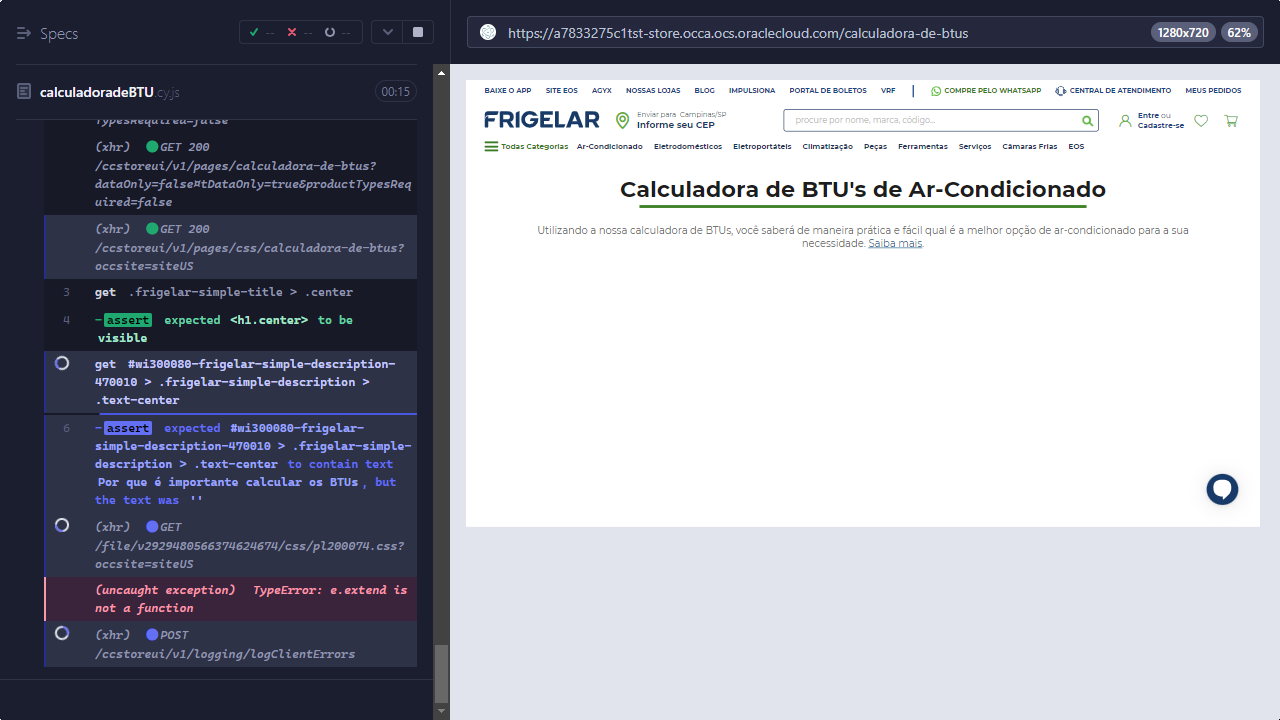 Specs
-- -- --
https://a7833275c1tst-store.occa.ocs.oraclecloud.com/calculadora-de-btus 1280x720 62%
calculadoradeBTU.cy.js 00:15
TypesRequired=false
(xhr) GET 200
/ccstoreui/v1/pages/calculadora-de-btus?
dataOnly=false¤tDataOnly=true&productTypesReq
uired=false
(xhr) GET 200
/ccstoreui/v1/pages/css/calculadora-de-btus?
occsite=siteUS
3 get .frigelar-simple-title > .center
4 -assert expected <h1.center> to be
visible
get #wi300080-frigelar-simple-description-
470010 > .frigelar-simple-description >
.text-center
6 -assert expected #wi300080-frigelar-
simple-description-470010 > .frigelar-simple-
description > .text-center to contain text
Por que é importante calcular os BTUs, but
the text was ''
(xhr) GET
/file/v2929480566374624674/css/pl200074.css?
occsite=siteUS
(uncaught exception) TypeError: e.extend is
not a function
(xhr) POST
/ccstoreui/v1/logging/logClientErrors
BAIXE O APP SITE EOS AGYX NOSSAS LOJAS BLOG IMPULSIONA PORTAL DE BOLETOS VRF | COMPRE PELO WHATSAPP CENTRAL DE ATENDIMENTO MEUS PEDIDOS
FRIGELAR
Enviar para Campinas/SP
Informe seu CEP
procure por nome, marca, código...
Entre ou
Cadastre-se
Todas Categorias Ar-Condicionado Eletrodomésticos Eletroportáteis Climatização Peças Ferramentas Serviços Câmaras Frias EOS
Calculadora de BTU's de Ar-Condicionado
Utilizando a nossa calculadora de BTUs, você saberá de maneira prática e fácil qual é a melhor opção de ar-condicionado para a sua
necessidade. Saiba mais.